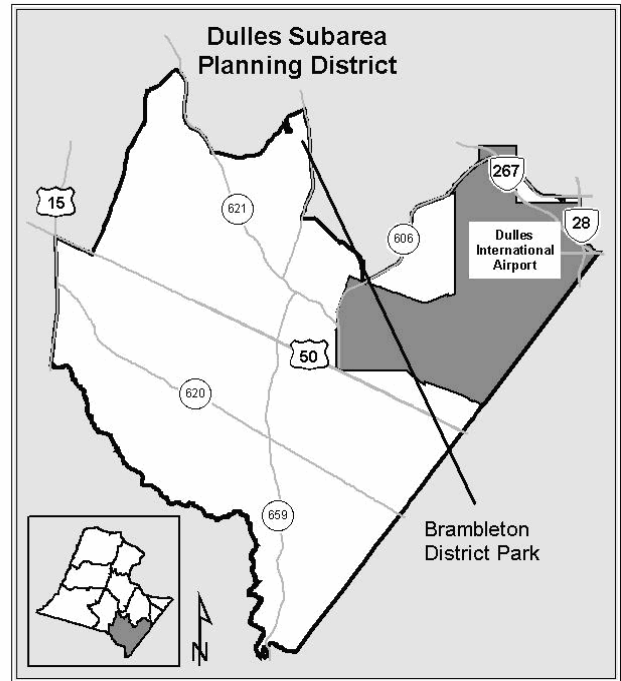 Dulles Subarea
Planning District
267
15
621
28
606
Dulles
International
Airport
50
620
659
Brambleton
District Park
N